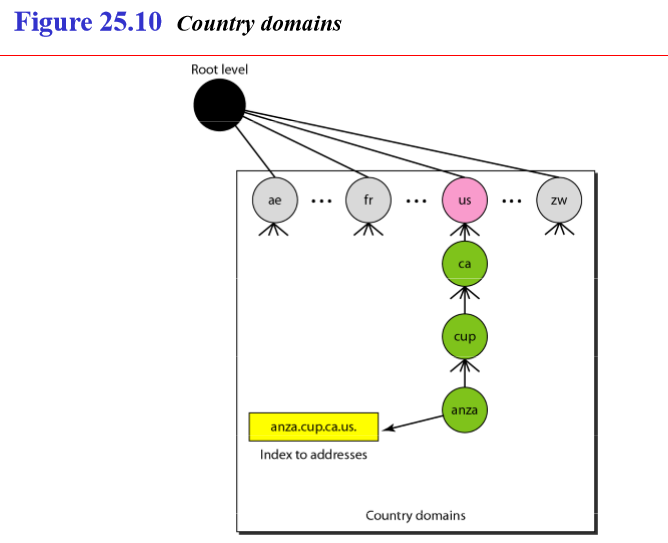 Figure 25.10 Country domains
Root level
ae ••• fr ••• us ••• zw
ca
cup
anza
anza.cup.ca.us.
Index to addresses
Country domains